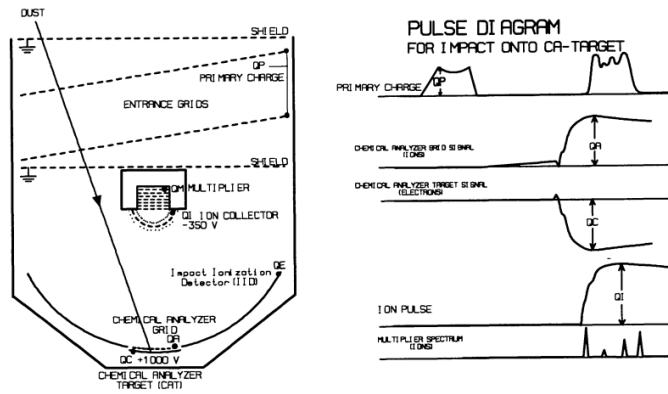 DUST
SHIELD
QP
PRIMARY CHARGE
ENTRANCE GRIDS
SHIELD
QM MULTIPLIER
QI ION COLLECTOR
-350 V
QE
Impact Ionization
Detector (IID)
CHEMICAL ANALYZER
GRID
QA
QC +1000 V
CHEMICAL ANALYZER
TARGET (CAT)
PULSE DIAGRAM
FOR IMPACT ONTO CA-TARGET
PRIMARY CHARGE
QP
CHEMICAL ANALYZER GRID SIGNAL
(IONS)
QA
CHEMICAL ANALYZER TARGET SIGNAL
(ELECTRONS)
QC
ION PULSE
QI
MULTIPLIER SPECTRUM
(IONS)